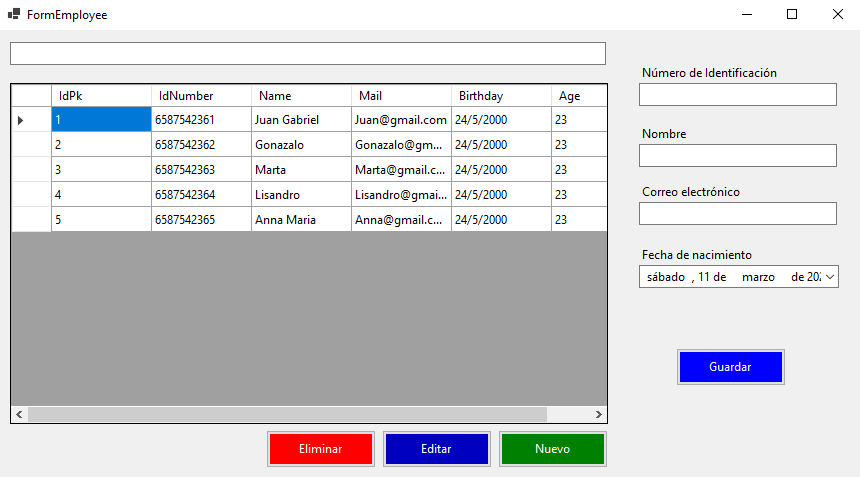 FormEmployee
IdPk IdNumber Name Mail Birthday Age
1 6587542361 Juan Gabriel Juan@gmail.com 24/5/2000 23
2 6587542362 Gonazalo Gonazalo@gm... 24/5/2000 23
3 6587542363 Marta Marta@gmail.c... 24/5/2000 23
4 6587542364 Lisandro Lisandro@gmai... 24/5/2000 23
5 6587542365 Anna Maria Anna@gmail.c... 24/5/2000 23
Eliminar Editar Nuevo
Número de Identificación
Nombre
Correo electrónico
Fecha de nacimiento
sábado , 11 de marzo de 202
Guardar